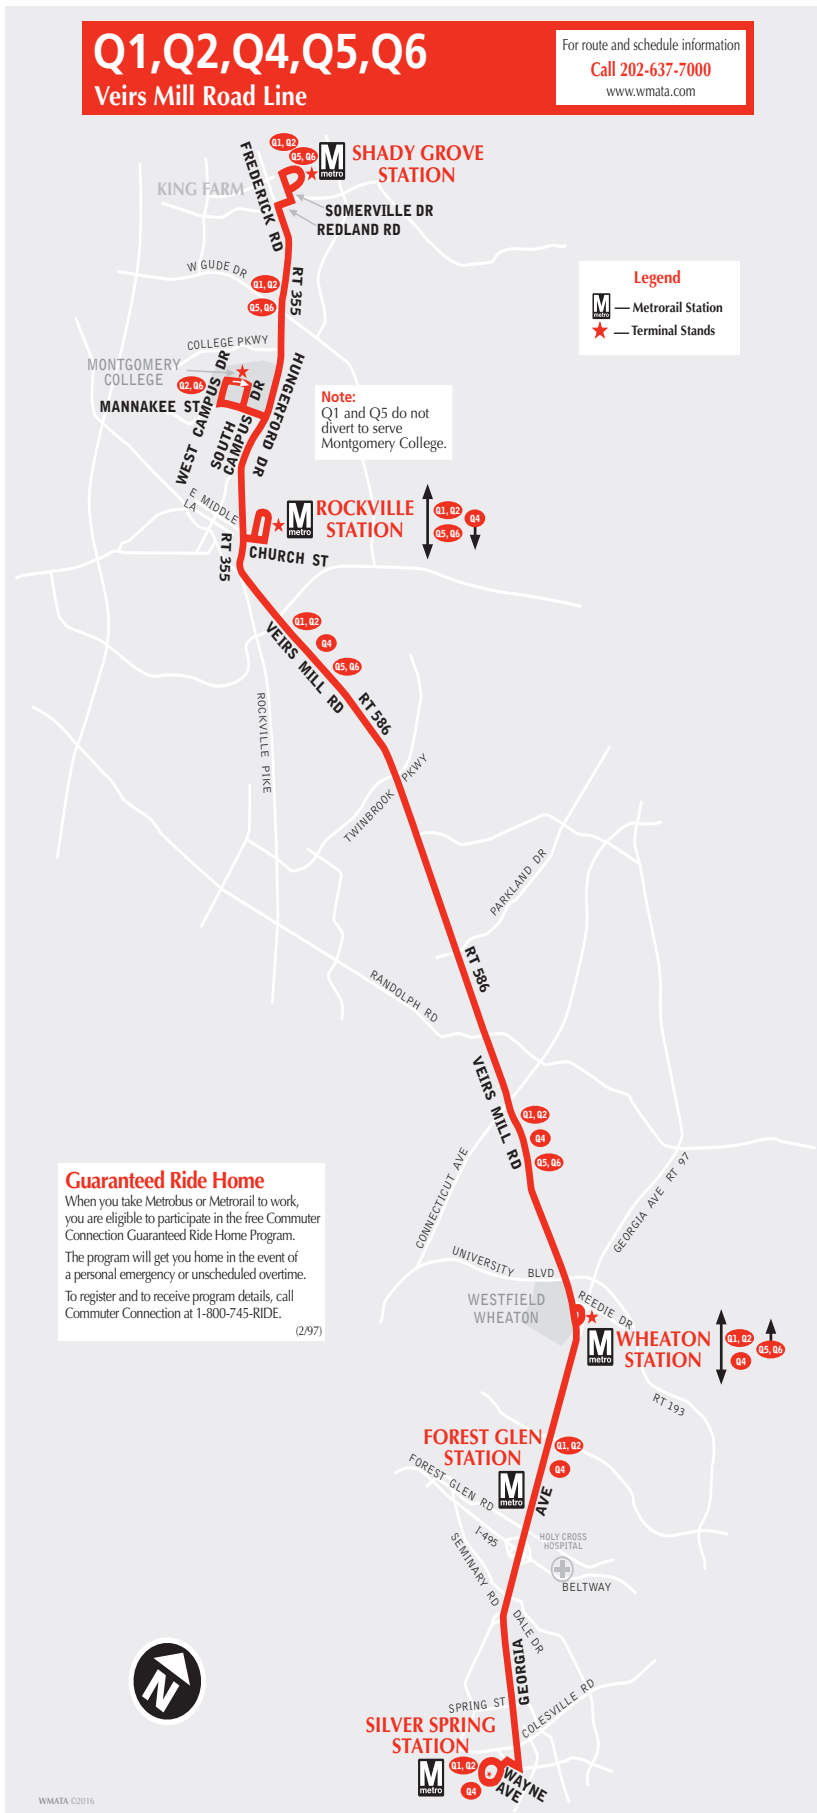 Q1,Q2,Q4,Q5,Q6
Veirs Mill Road Line
For route and schedule information
Call 202-637-7000
www.wmata.com
Q1, Q2
Q5, Q6
M
metro
SHADY GROVE
STATION
KING FARM
FREDERICK RD
SOMERVILLE DR
REDLAND RD
W GUDE DR
Q1, Q2
Q5, Q6
RT 355
Legend
M
metro
— Metrorail Station
— Terminal Stands
COLLEGE PKWY
MONTGOMERY
COLLEGE
Q2, Q6
MANNAKEE ST
WEST CAMPUS DR
SOUTH
CAMPUS DR
HUNGERFORD DR
Note:
Q1 and Q5 do not
divert to serve
Montgomery College.
E MIDDLE
LA
M
metro
ROCKVILLE
STATION
Q1, Q2
Q5, Q6
Q4
RT 355
CHURCH ST
Q1, Q2
Q4
Q5, Q6
VEIRS MILL RD
RT 586
ROCKVILLE PIKE
TWINBROOK PKWY
PARKLAND DR
RT 586
RANDOLPH RD
VEIRS MILL RD
Q1, Q2
Q4
Q5, Q6
CONNECTICUT AVE
GEORGIA AVE RT 97
Guaranteed Ride Home
When you take Metrobus or Metrorail to work,
you are eligible to participate in the free Commuter
Connection Guaranteed Ride Home Program.
The program will get you home in the event of
a personal emergency or unscheduled overtime.
To register and to receive program details, call
Commuter Connection at 1-800-745-RIDE.
(2/97)
UNIVERSITY BLVD
WESTFIELD
WHEATON
REEDIE DR
M
metro
WHEATON
STATION
Q1, Q2
Q4
Q5, Q6
RT 193
FOREST GLEN
STATION
Q1, Q2
Q4
M
metro
FOREST GLEN RD
AVE
I-495
HOLY CROSS
HOSPITAL
BELTWAY
SEMINARY RD
DALE DR
GEORGIA
N
SPRING ST
COLESVILLE RD
SILVER SPRING
STATION
M
metro
Q1, Q2
Q4
WAYNE
AVE
WMATA ©2016